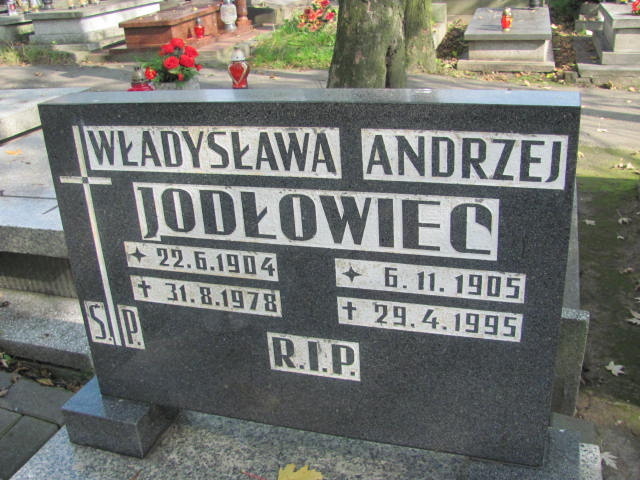 WŁADYSŁAWA ANDRZEJ
JODŁOWIEC
22.6.1904 6.11.1905
31.8.1978 29.4.1995
Ś. P.
R.I.P.